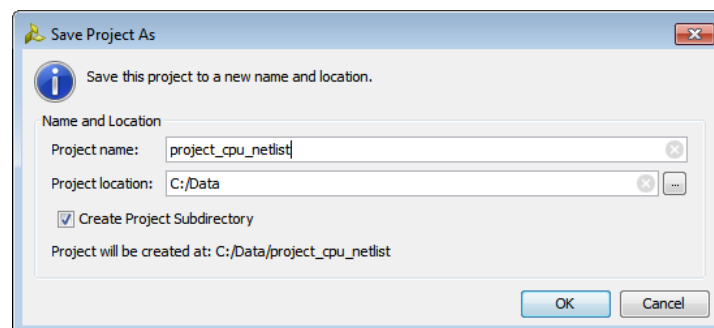 Save Project As
Save this project to a new name and location.
Name and Location
Project name: project_cpu_netlist
Project location: C:/Data ...
Create Project Subdirectory
Project will be created at: C:/Data/project_cpu_netlist
OK Cancel